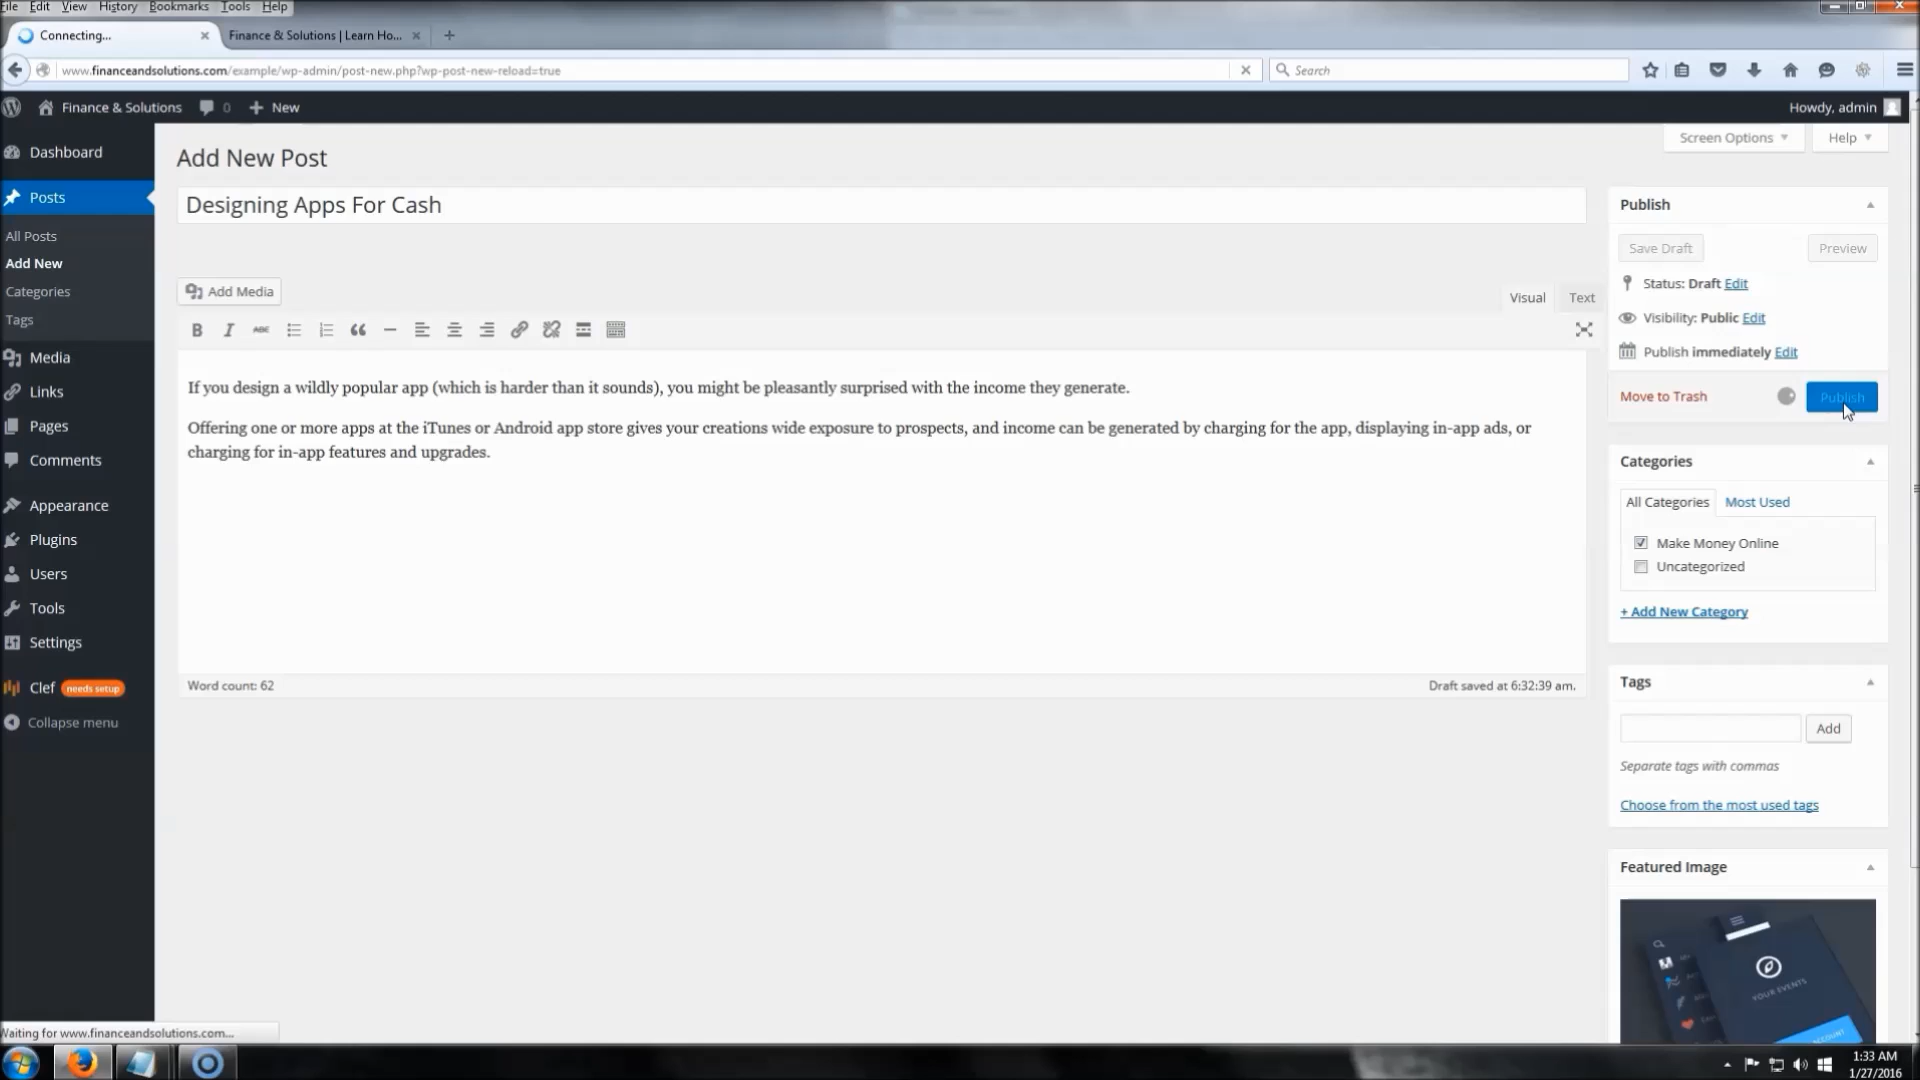 File Edit View History Bookmarks Tools Help
Connecting... Finance & Solutions | Learn Ho...
www.financeandsolutions.com/example/wp-admin/post-new.php?wp-post-new-reload=true Search
Finance & Solutions 0 + New Howdy, admin
Screen Options Help
Dashboard
Posts
All Posts
Add New
Categories
Tags
Media
Links
Pages
Comments
Appearance
Plugins
Users
Tools
Settings
Clef needs setup
Collapse menu
Add New Post
Designing Apps For Cash
Add Media
Visual Text
B I ABC
If you design a wildly popular app (which is harder than it sounds), you might be pleasantly surprised with the income they generate.
Offering one or more apps at the iTunes or Android app store gives your creations wide exposure to prospects, and income can be generated by charging for the app, displaying in-app ads, or
charging for in-app features and upgrades.
Word count: 62 Draft saved at 6:32:39 am.
Publish
Save Draft Preview
Status: Draft Edit
Visibility: Public Edit
Publish immediately Edit
Move to Trash Publish
Categories
All Categories Most Used
Make Money Online
Uncategorized
+ Add New Category
Tags
Add
Separate tags with commas
Choose from the most used tags
Featured Image
YOUR EVENTS
Waiting for www.financeandsolutions.com...
1:33 AM
1/27/2016